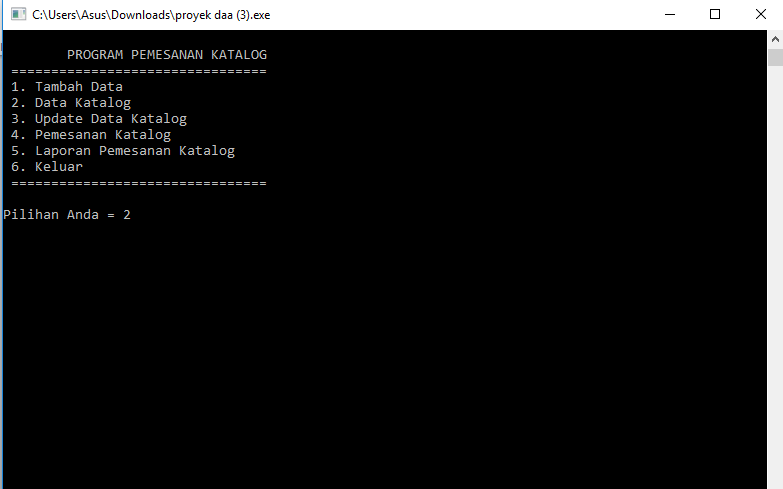 C:\Users\Asus\Downloads\proyek daa (3).exe
PROGRAM PEMESANAN KATALOG
================================
1. Tambah Data
2. Data Katalog
3. Update Data Katalog
4. Pemesanan Katalog
5. Laporan Pemesanan Katalog
6. Keluar
================================
Pilihan Anda = 2